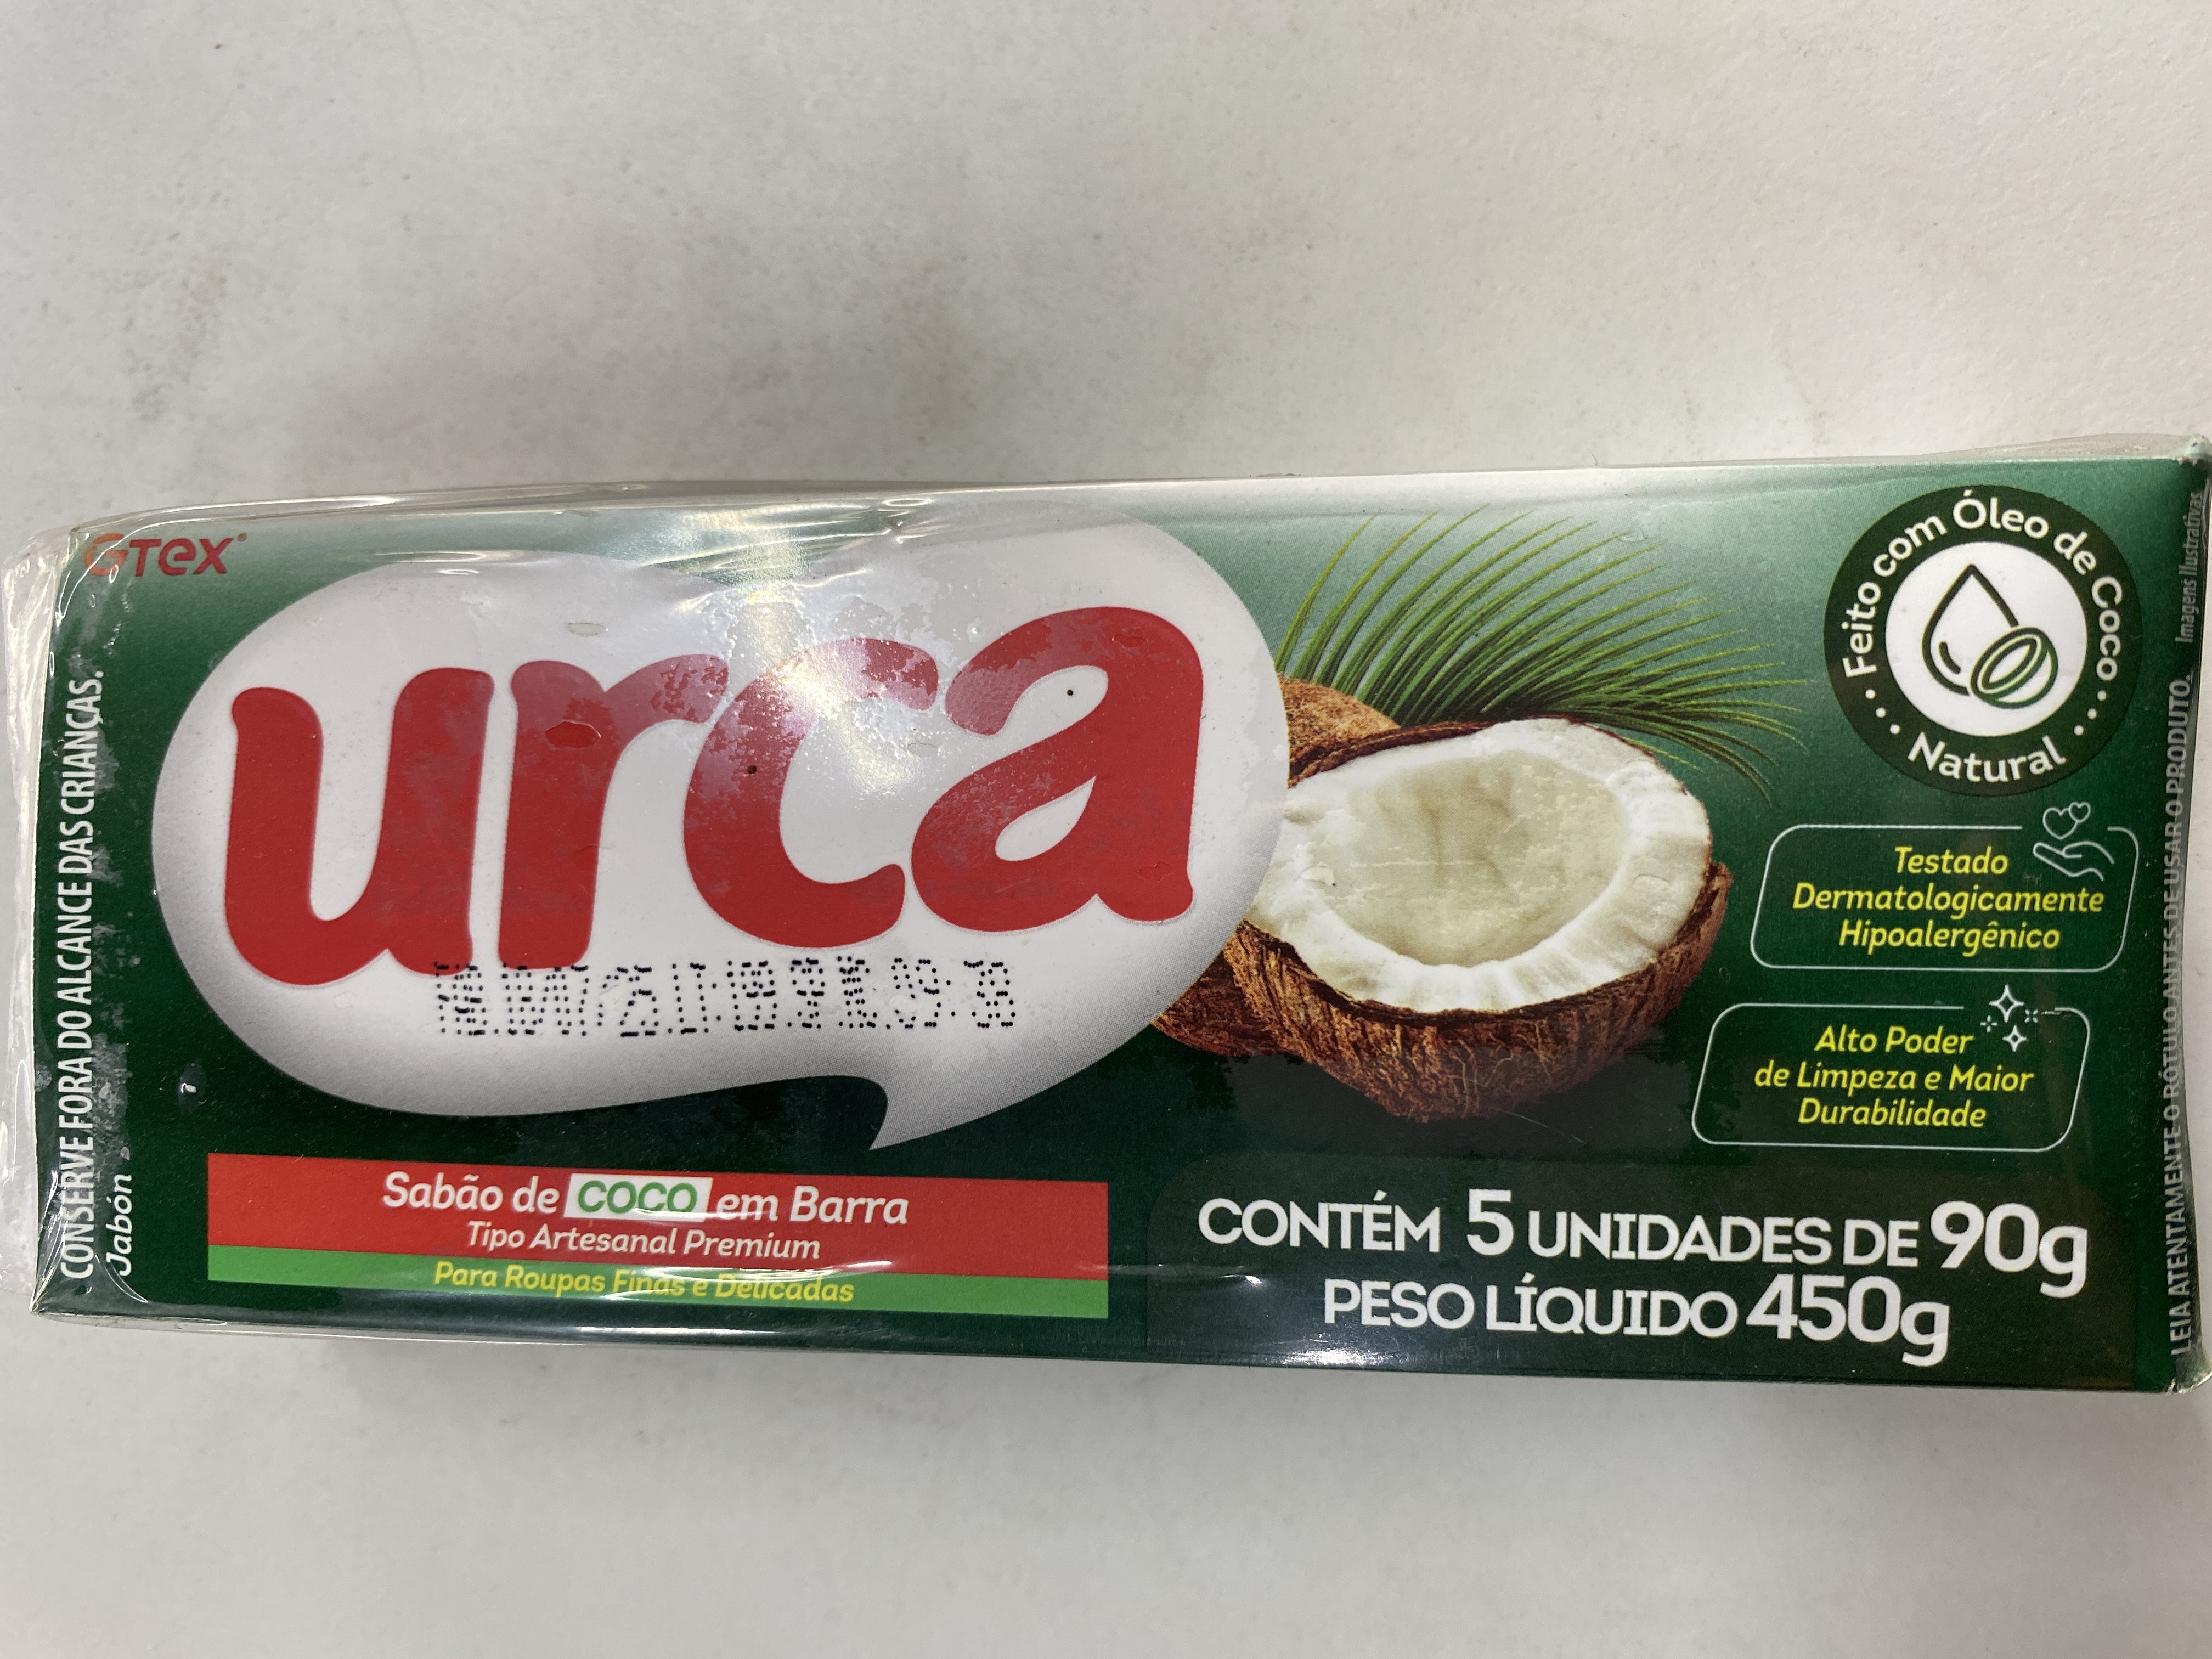 GTEX
urca
Feito com Óleo de Coco
Natural
Testado
Dermatologicamente
Hipoalergênico
Alto Poder
de Limpeza e Maior
Durabilidade
Sabão de COCO em Barra
Tipo Artesanal Premium
Para Roupas Finas e Delicadas
CONTÉM 5 UNIDADES DE 90g
PESO LÍQUIDO 450g
CONSERVE FORA DO ALCANCE DAS CRIANÇAS.
Jabón
LEIA ATENTAMENTE O RÓTULO ANTES DE USAR O PRODUTO. Imagens Ilustrativas